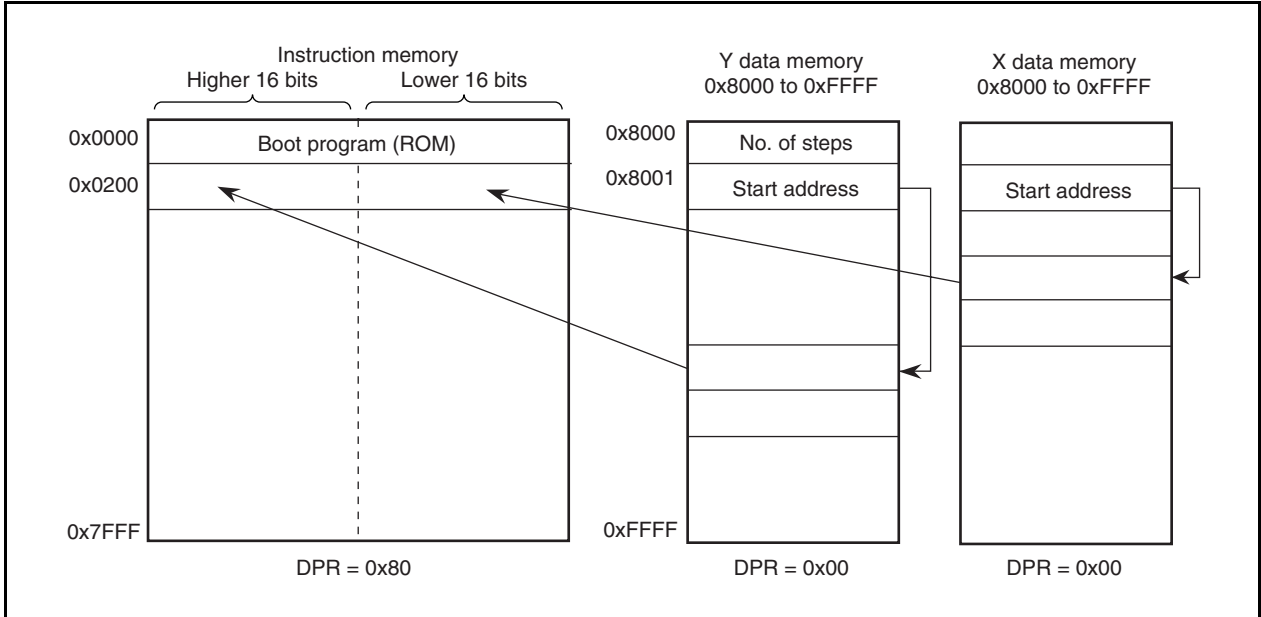 Instruction memory
Higher 16 bits
Lower 16 bits
0x0000
Boot program (ROM)
0x0200
0x7FFF
DPR = 0x80
Y data memory
0x8000 to 0xFFFF
0x8000
No. of steps
0x8001
Start address
0xFFFF
DPR = 0x00
X data memory
0x8000 to 0xFFFF
Start address
DPR = 0x00